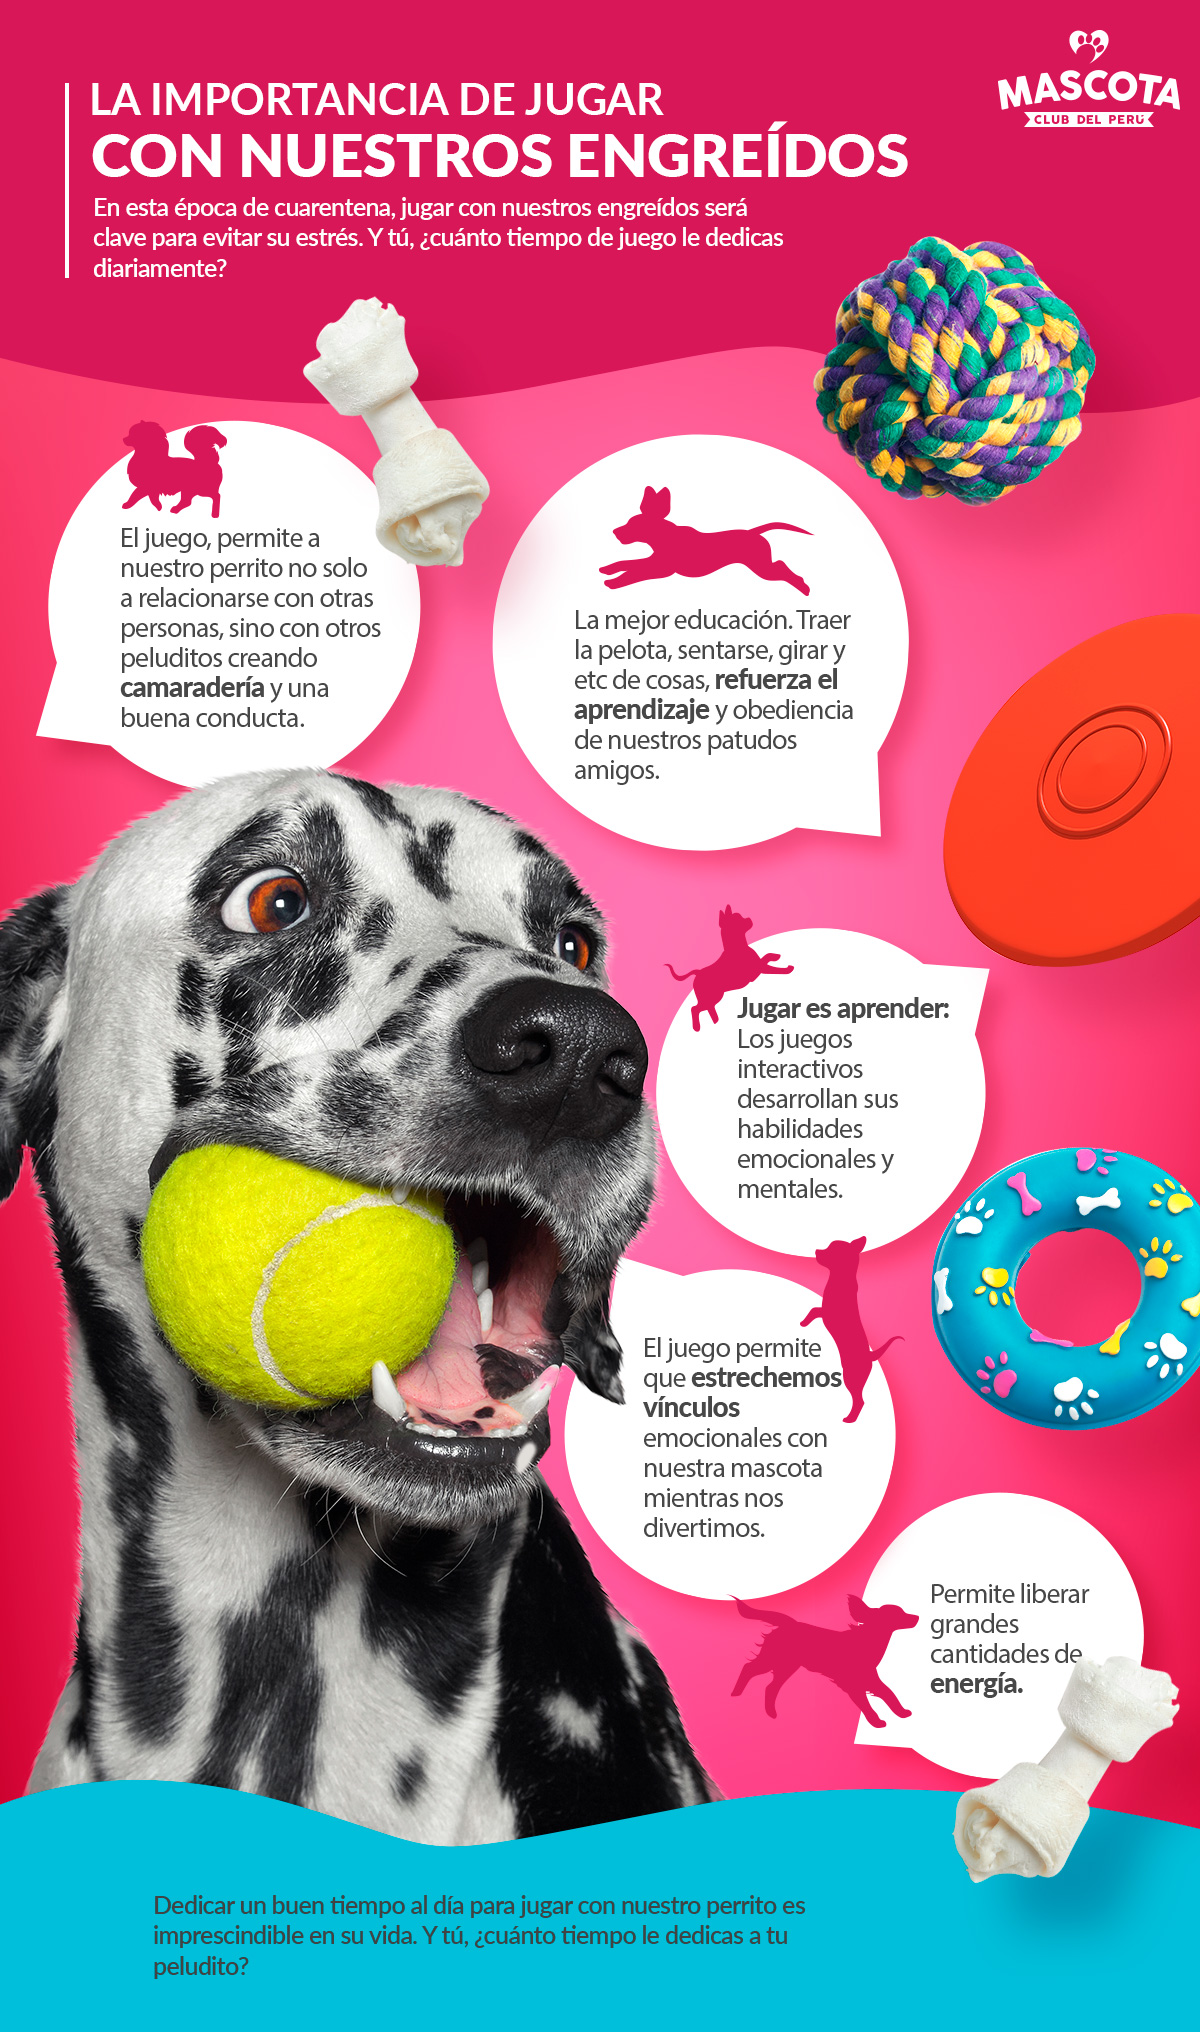 MASCOTA
CLUB DEL PERÚ
LA IMPORTANCIA DE JUGAR
CON NUESTROS ENGREÍDOS
En esta época de cuarentena, jugar con nuestros engreídos será
clave para evitar su estrés. Y tú, ¿cuánto tiempo de juego le dedicas
diariamente?
El juego, permite a
nuestro perrito no solo
a relacionarse con otras
personas, sino con otros
peluditos creando
camaradería y una
buena conducta.
La mejor educación. Traer
la pelota, sentarse, girar y
etc de cosas, refuerza el
aprendizaje y obediencia
de nuestros patudos
amigos.
Jugar es aprender:
Los juegos
interactivos
desarrollan sus
habilidades
emocionales y
mentales.
El juego permite
que estrechemos
vínculos
emocionales con
nuestra mascota
mientras nos
divertimos.
Permite liberar
grandes
cantidades de
energía.
Dedicar un buen tiempo al día para jugar con nuestro perrito es
imprescindible en su vida. Y tú, ¿cuánto tiempo le dedicas a tu
peludito?